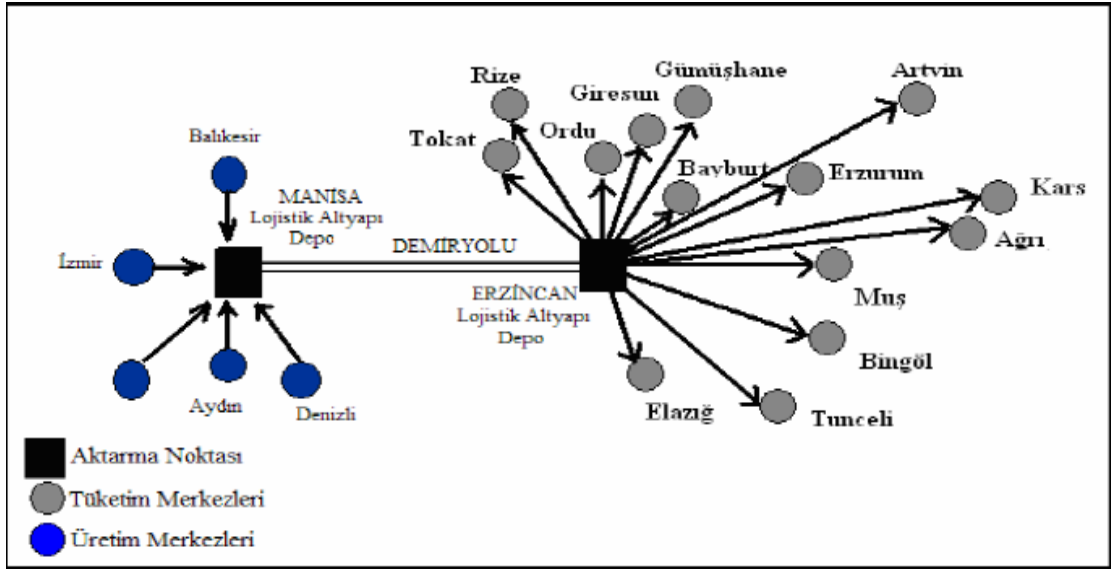 Rize
Gümüşhane
Artvin
Giresun
Tokat
Ordu
Balıkesir
Bayburt
Erzurum
Kars
MANİSA
Lojistik Altyapı
Depo
DEMİRYOLU
İzmir
Ağrı
ERZİNCAN
Lojistik Altyapı
Depo
Muş
Bingöl
Aydın
Denizli
Elazığ
Tunceli
Aktarma Noktası
Tüketim Merkezleri
Üretim Merkezleri